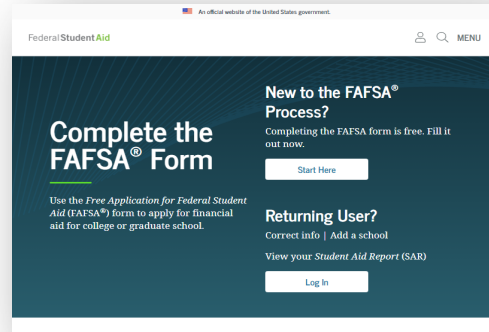 An official website of the United States government.
Federal Student Aid
MENU
Complete the
FAFSA® Form
Use the Free Application for Federal Student
Aid (FAFSA®) form to apply for financial
aid for college or graduate school.
New to the FAFSA®
Process?
Completing the FAFSA form is free. Fill it
out now.
Start Here
Returning User?
Correct info | Add a school
View your Student Aid Report (SAR)
Log In